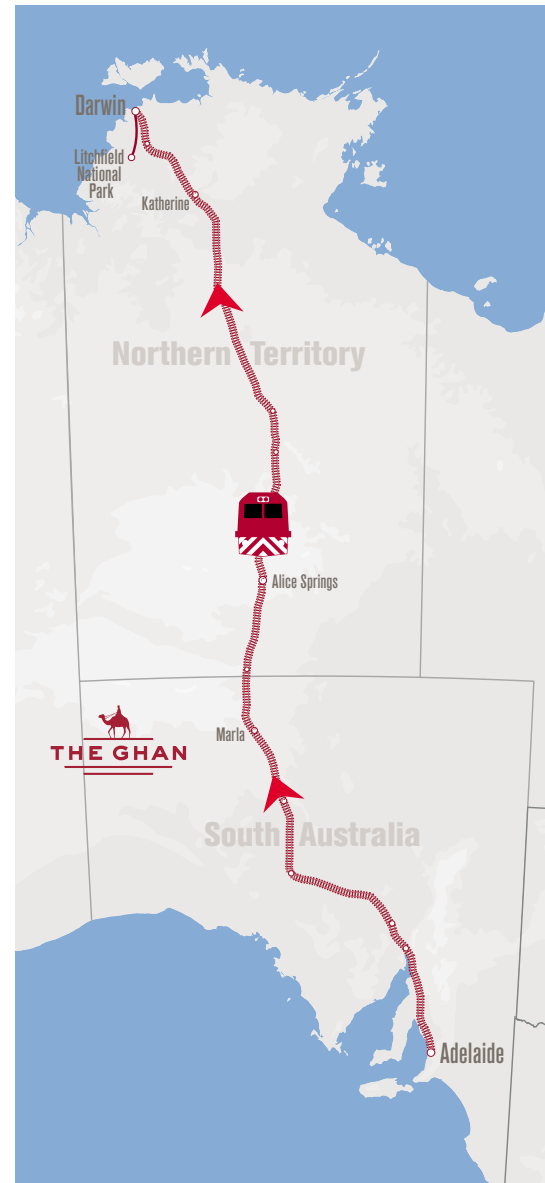 Darwin
Litchfield
National
Park
Katherine
Northern Territory
Alice Springs
Marla
THE GHAN
South Australia
Adelaide